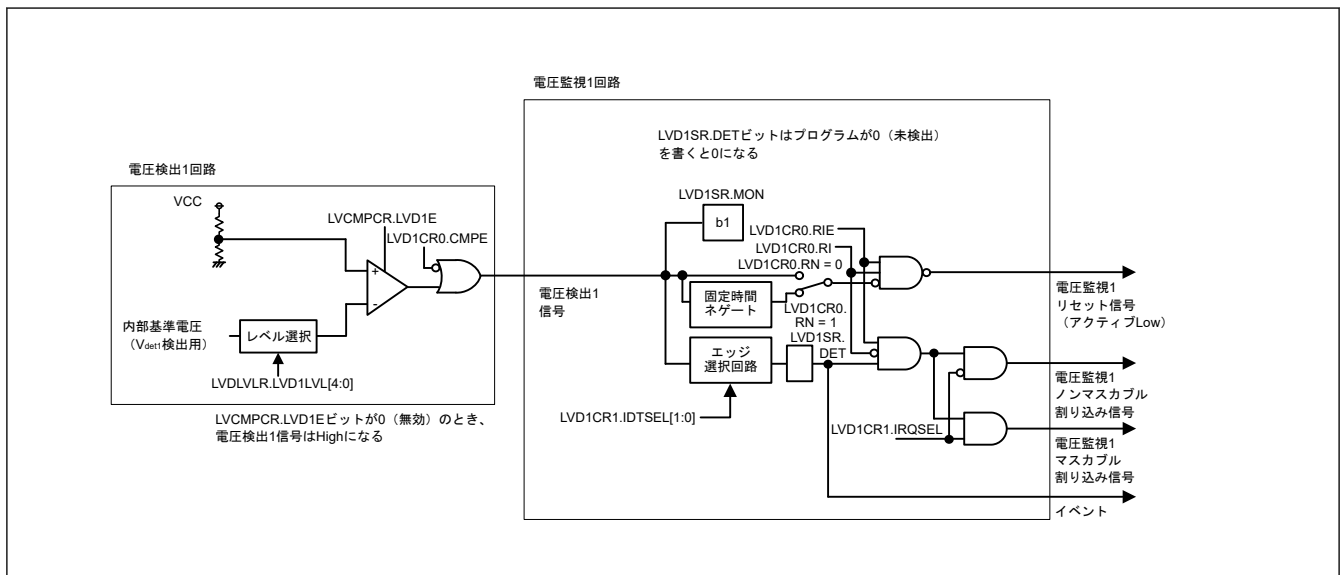 電圧監視1回路
LVD1SR.DETビットはプログラムが0（未検出）
を書くと0になる
電圧検出1回路
VCC
LVCMPCR.LVD1E
LVD1CR0.CMPE
+
-
内部基準電圧
（Vdet1検出用）
レベル選択
LVDLVLR.LVD1LVL[4:0]
LVCMPCR.LVD1Eビットが0（無効）のとき、
電圧検出1信号はHighになる
電圧検出1
信号
LVD1SR.MON
b1
LVD1CR0.RIE
LVD1CR0.RI
LVD1CR0.RN = 0
固定時間
ネゲート
LVD1CR0.
RN = 1
LVD1SR.
DET
エッジ
選択回路
LVD1CR1.IDTSEL[1:0]
LVD1CR1.IRQSEL
電圧監視1
リセット信号
（アクティブLow）
電圧監視1
ノンマスカブル
割り込み信号
電圧監視1
マスカブル
割り込み信号
イベント